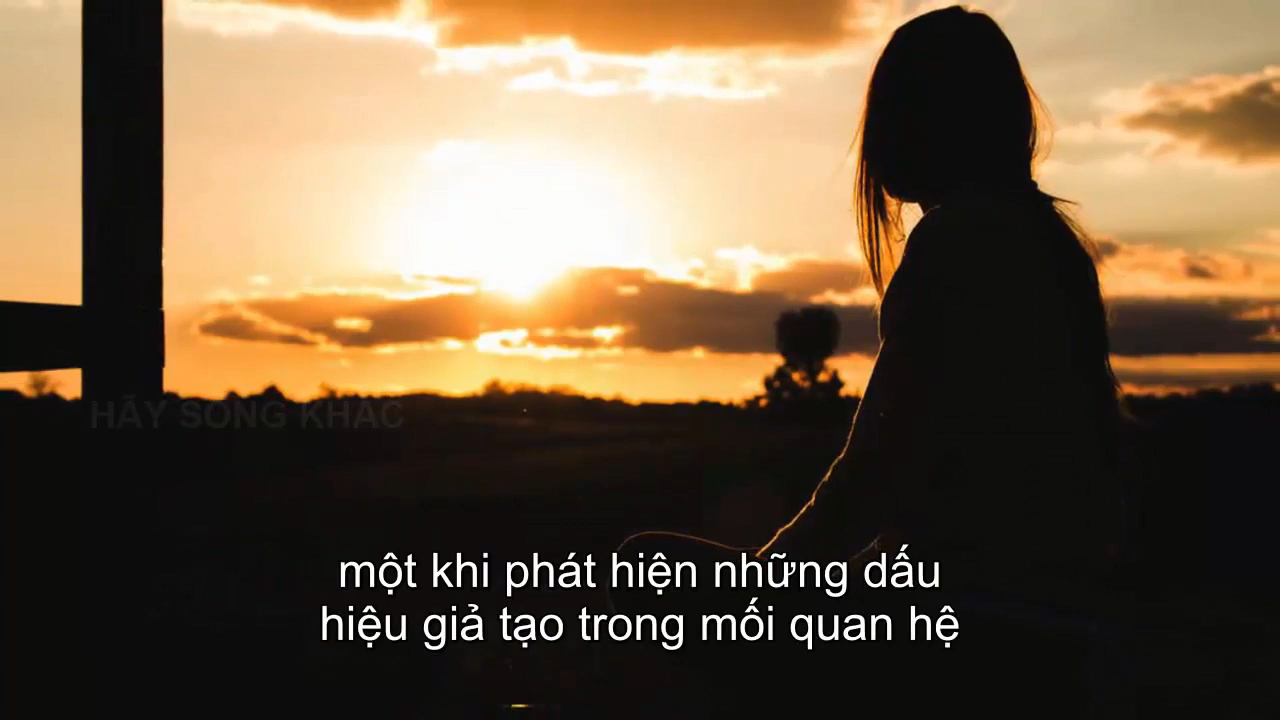 HÃY SỐNG KHÁC
một khi phát hiện những dấu
hiệu giả tạo trong mối quan hệ